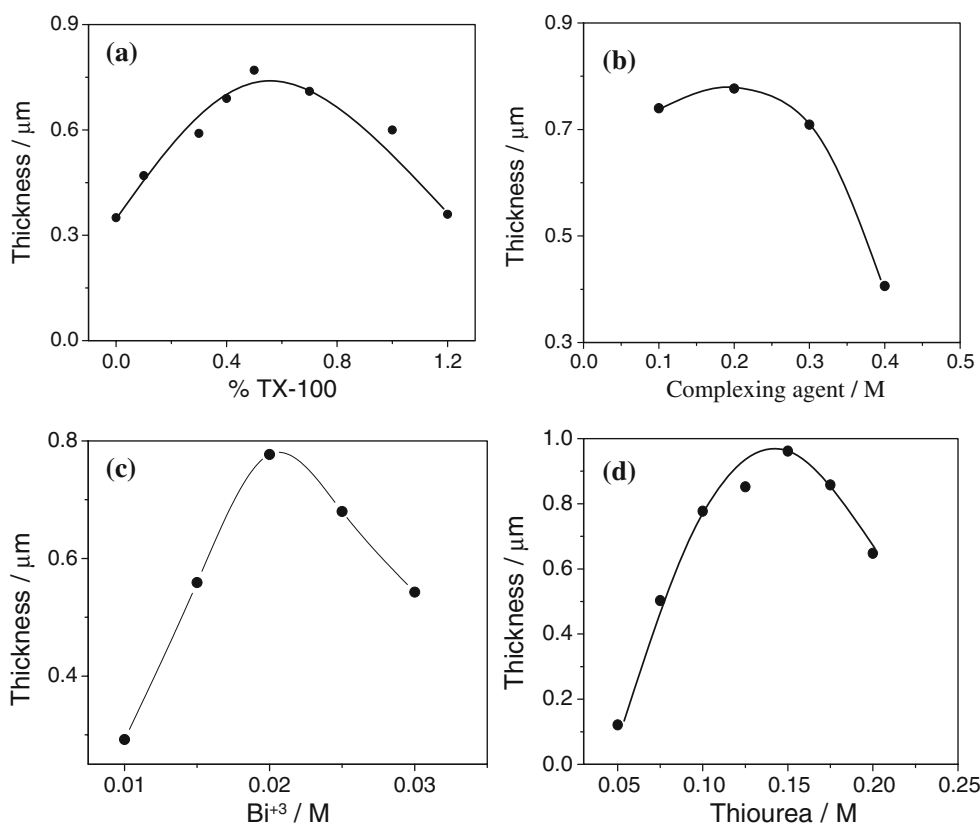 (a)
0.9
0.6
0.3
0.0
Thickness / μm
0.0 0.4 0.8 1.2
% TX-100
(b)
0.9
0.7
0.5
0.3
Thickness / μm
0.0 0.1 0.2 0.3 0.4 0.5
Complexing agent / M
(c)
0.8
0.6
0.4
Thickness / μm
0.01 0.02 0.03
Bi⁺³ / M
(d)
1.0
0.8
0.6
0.4
0.2
0.0
Thickness / μm
0.05 0.10 0.15 0.20 0.25
Thiourea / M